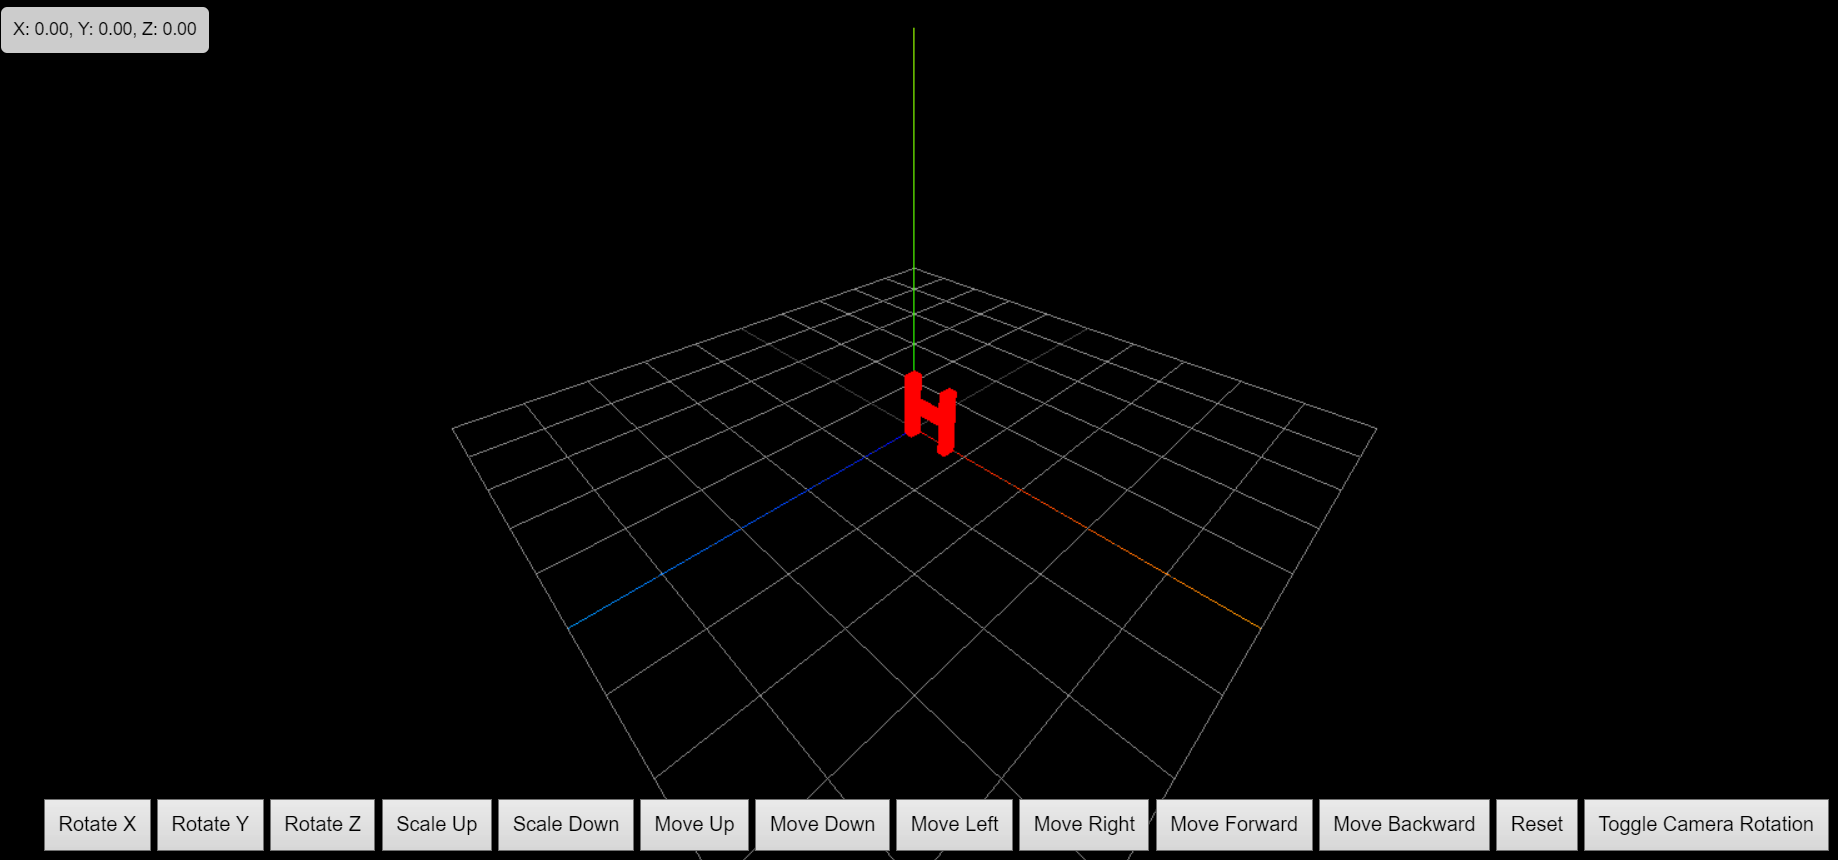 X: 0.00, Y: 0.00, Z: 0.00
H
Rotate X
Rotate Y
Rotate Z
Scale Up
Scale Down
Move Up
Move Down
Move Left
Move Right
Move Forward
Move Backward
Reset
Toggle Camera Rotation